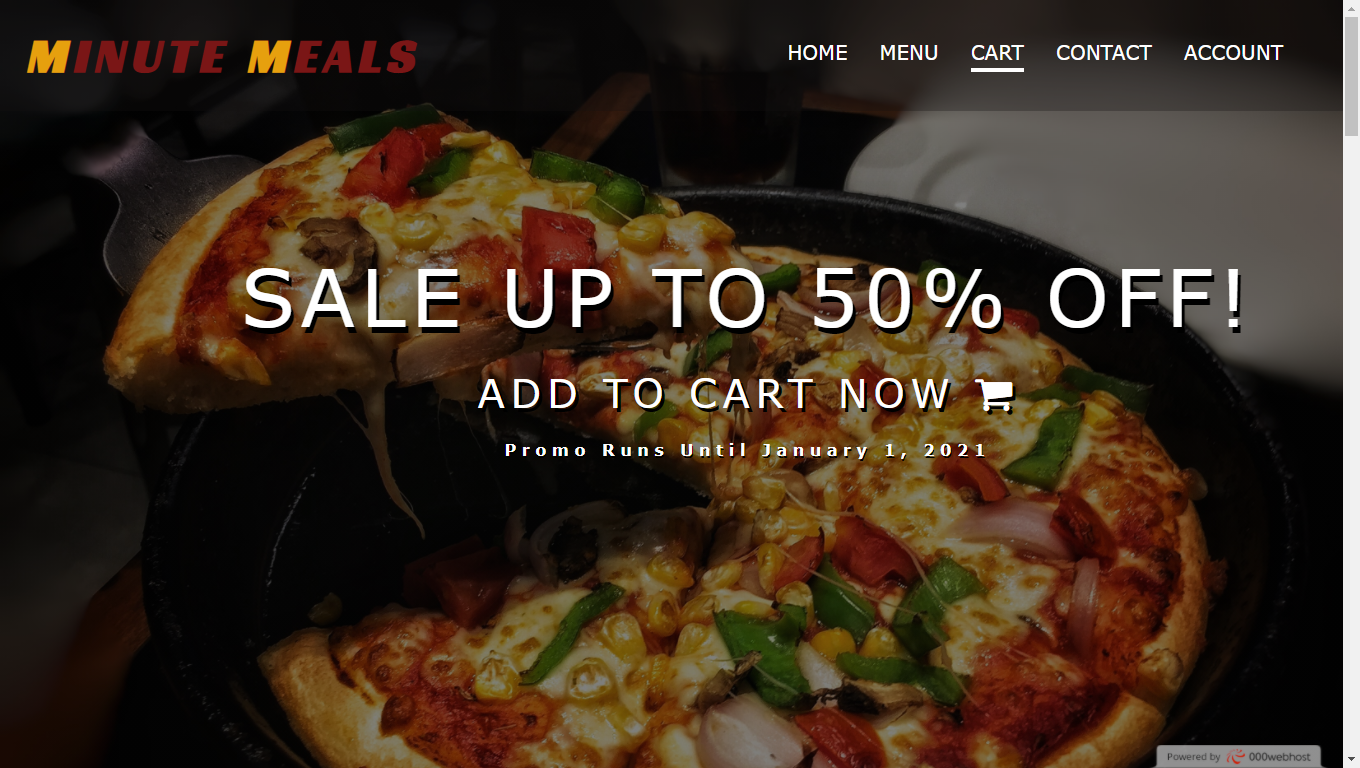 MINUTE MEALS
HOME MENU CART CONTACT ACCOUNT
SALE UP TO 50% OFF!
ADD TO CART NOW
Promo Runs Until January 1, 2021
Powered by 000webhost